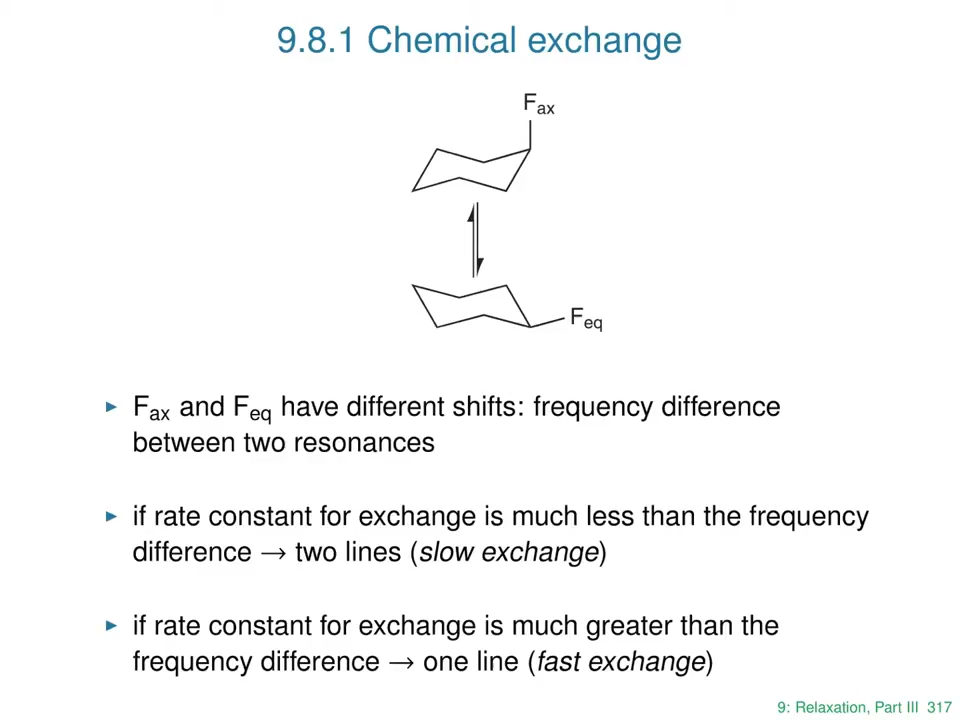 9.8.1 Chemical exchange
Fax
Feq
▶ Fax and Feq have different shifts: frequency difference
between two resonances
▶ if rate constant for exchange is much less than the frequency
difference → two lines (slow exchange)
▶ if rate constant for exchange is much greater than the
frequency difference → one line (fast exchange)
9: Relaxation, Part III 317